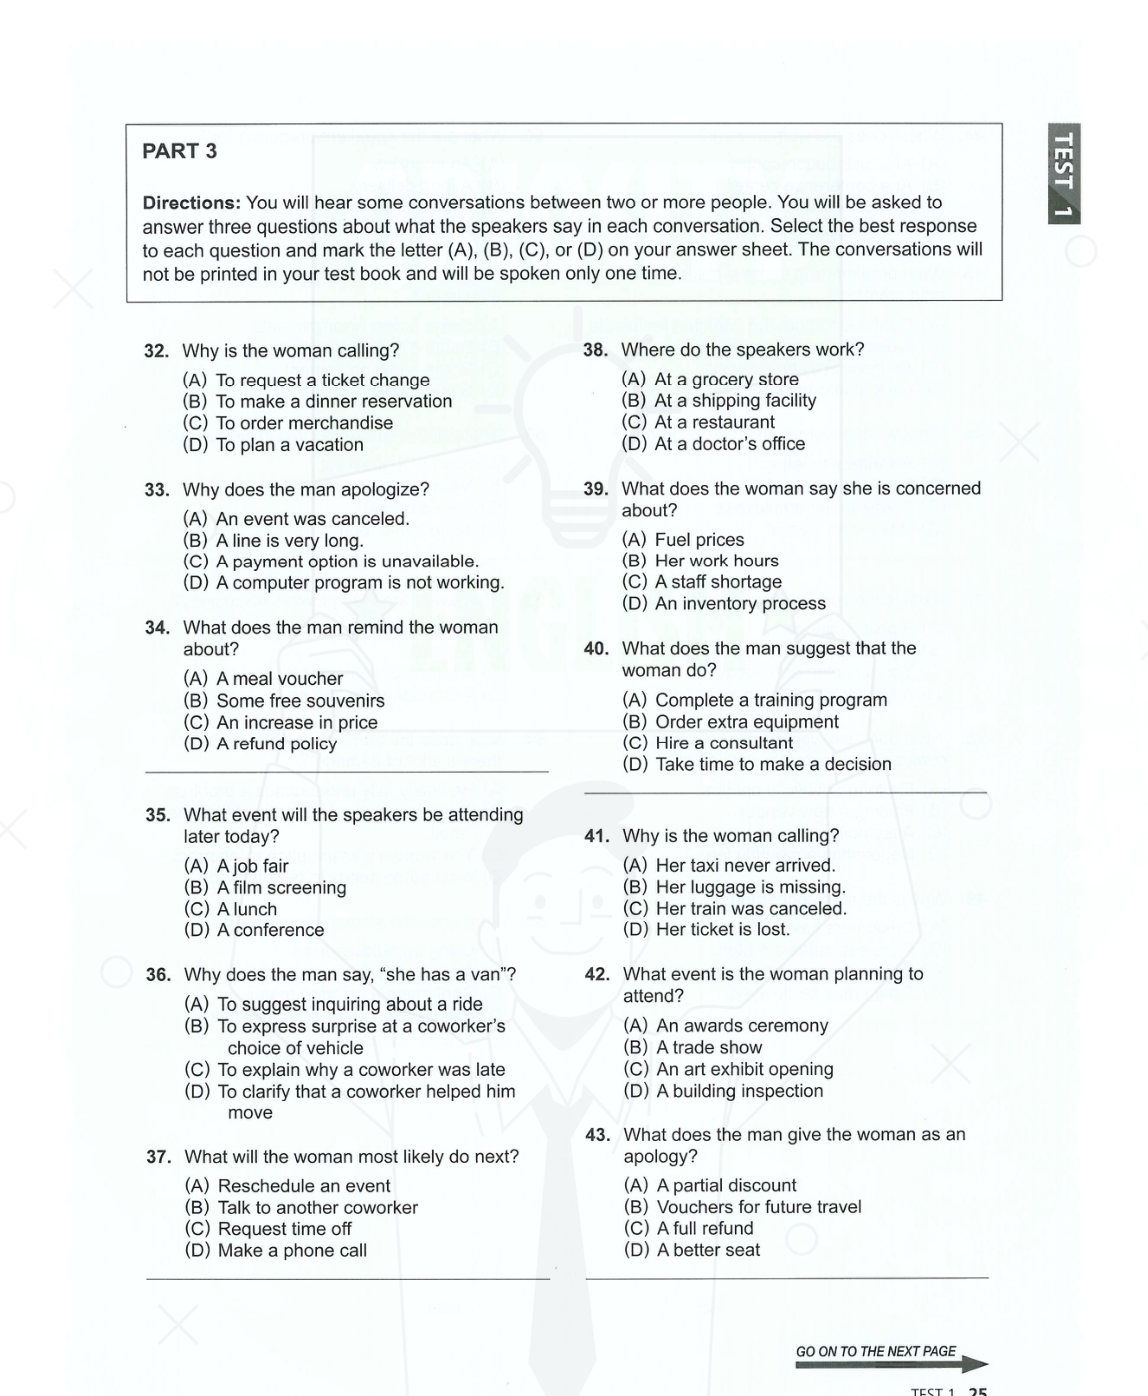 TEST 1
PART 3
Directions: You will hear some conversations between two or more people. You will be asked to
answer three questions about what the speakers say in each conversation. Select the best response
to each question and mark the letter (A), (B), (C), or (D) on your answer sheet. The conversations will
not be printed in your test book and will be spoken only one time.
32. Why is the woman calling?
(A) To request a ticket change
(B) To make a dinner reservation
(C) To order merchandise
(D) To plan a vacation
33. Why does the man apologize?
(A) An event was canceled.
(B) A line is very long.
(C) A payment option is unavailable.
(D) A computer program is not working.
34. What does the man remind the woman
about?
(A) A meal voucher
(B) Some free souvenirs
(C) An increase in price
(D) A refund policy
35. What event will the speakers be attending
later today?
(A) A job fair
(B) A film screening
(C) A lunch
(D) A conference
36. Why does the man say, “she has a van”?
(A) To suggest inquiring about a ride
(B) To express surprise at a coworker’s
choice of vehicle
(C) To explain why a coworker was late
(D) To clarify that a coworker helped him
move
37. What will the woman most likely do next?
(A) Reschedule an event
(B) Talk to another coworker
(C) Request time off
(D) Make a phone call
38. Where do the speakers work?
(A) At a grocery store
(B) At a shipping facility
(C) At a restaurant
(D) At a doctor’s office
39. What does the woman say she is concerned
about?
(A) Fuel prices
(B) Her work hours
(C) A staff shortage
(D) An inventory process
40. What does the man suggest that the
woman do?
(A) Complete a training program
(B) Order extra equipment
(C) Hire a consultant
(D) Take time to make a decision
41. Why is the woman calling?
(A) Her taxi never arrived.
(B) Her luggage is missing.
(C) Her train was canceled.
(D) Her ticket is lost.
42. What event is the woman planning to
attend?
(A) An awards ceremony
(B) A trade show
(C) An art exhibit opening
(D) A building inspection
43. What does the man give the woman as an
apology?
(A) A partial discount
(B) Vouchers for future travel
(C) A full refund
(D) A better seat
GO ON TO THE NEXT PAGE
TEST 1 25